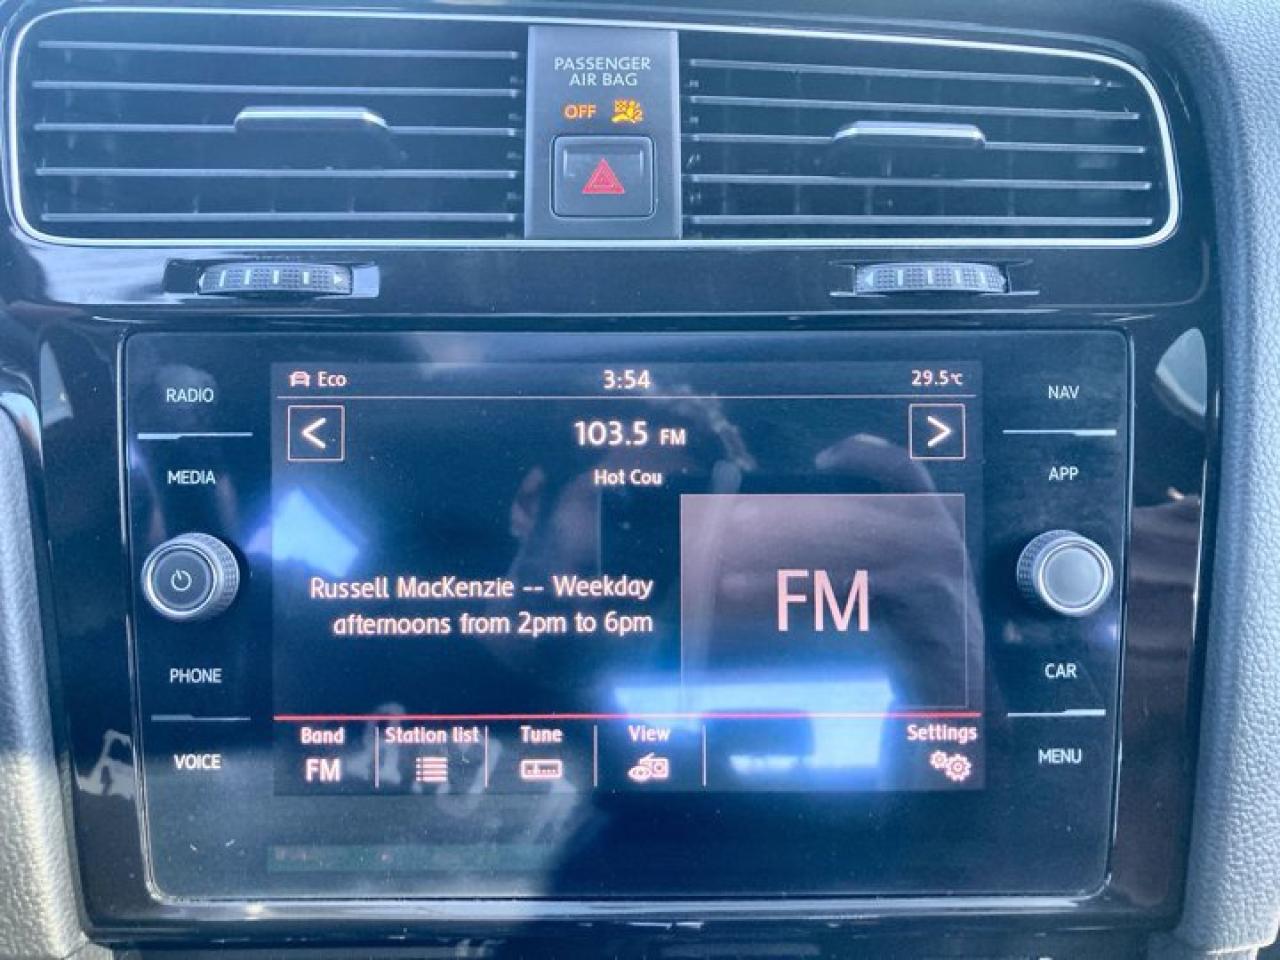 PASSENGER
AIR BAG
OFF
RADIO
MEDIA
PHONE
VOICE
Eco
3:54
29.5°C
<
103.5 FM
>
Hot Cou
Russell MacKenzie -- Weekday
afternoons from 2pm to 6pm
FM
Band
FM
Station list
Tune
View
Settings
NAV
APP
CAR
MENU